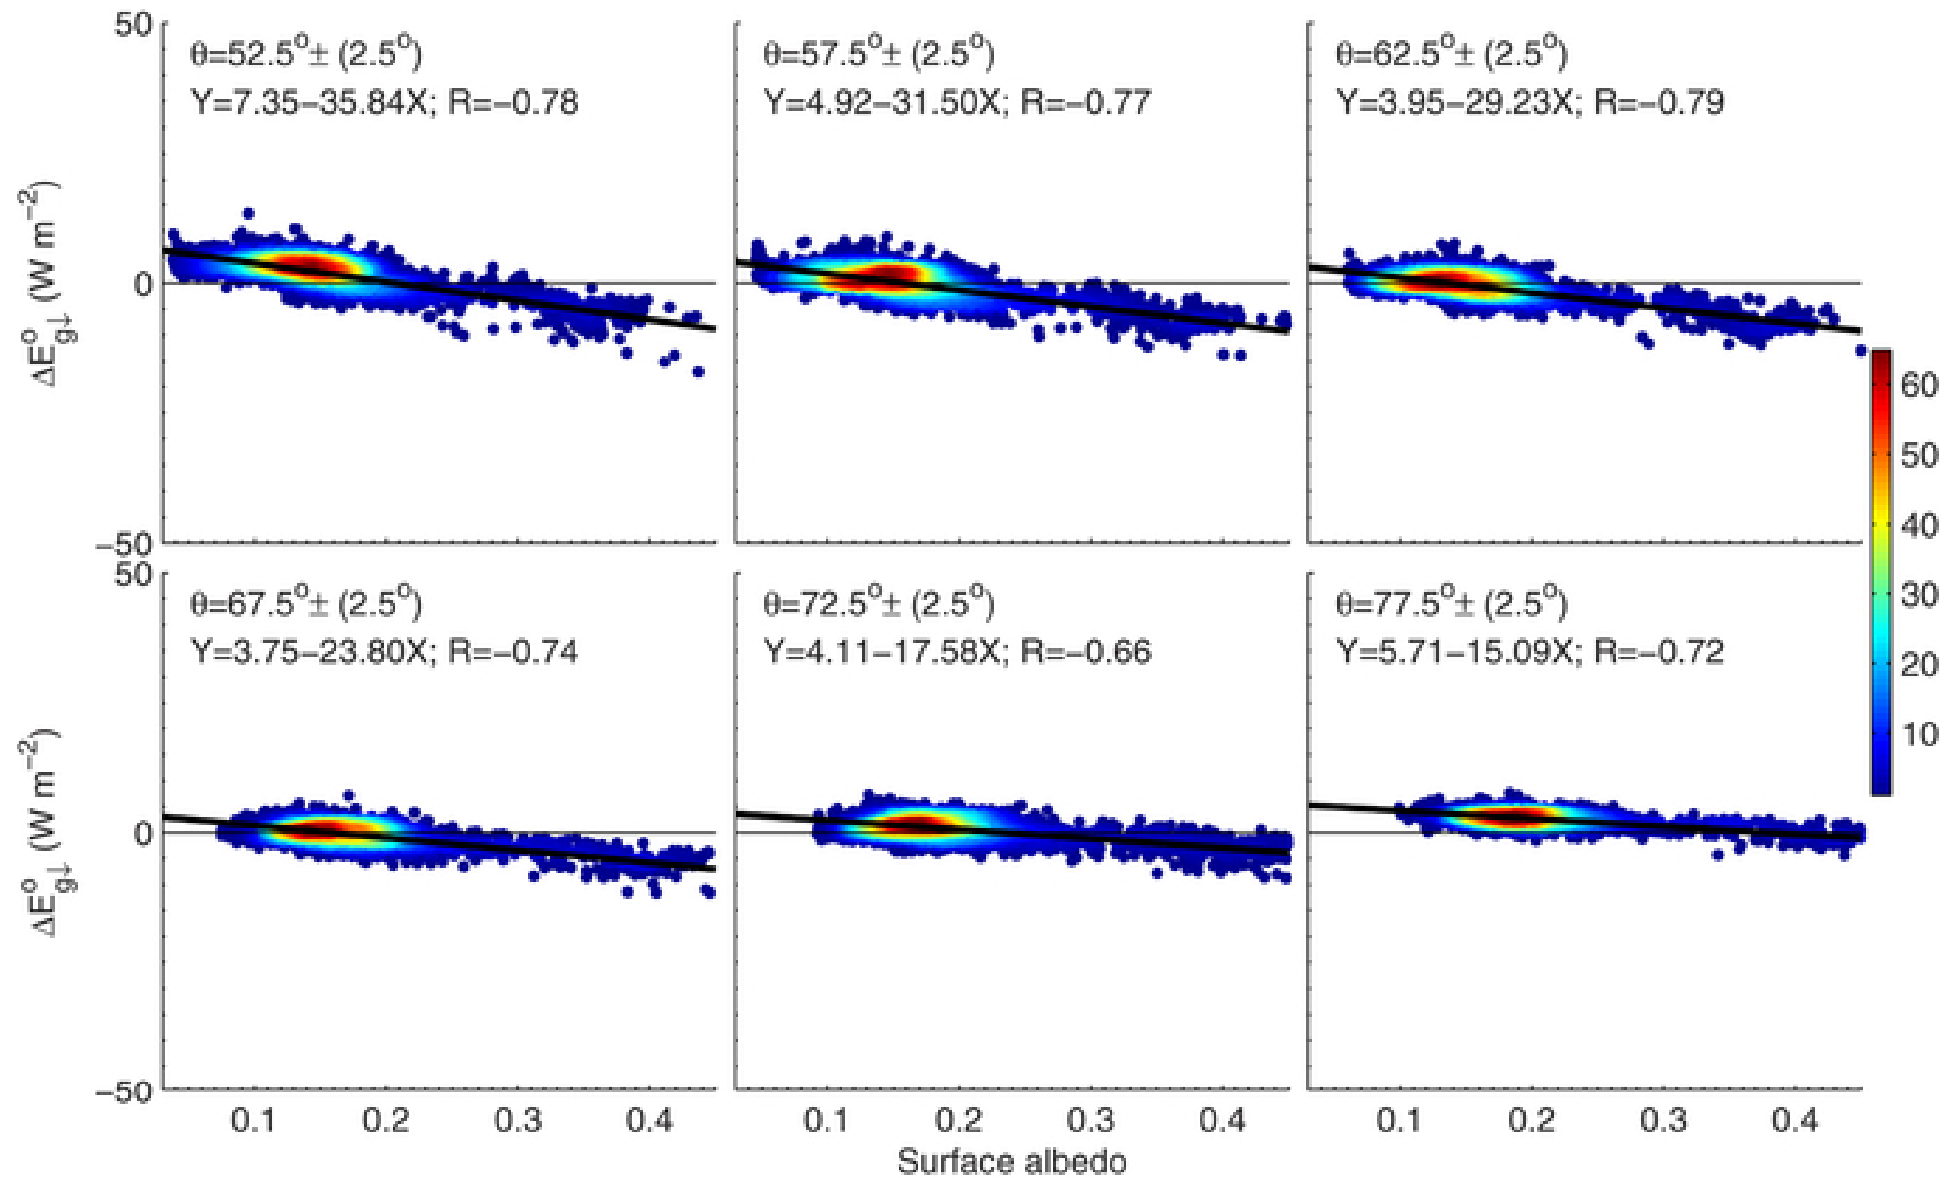 50
θ=52.5°± (2.5°)
Y=7.35−35.84X; R=−0.78
0
−50
ΔE°g↓ (W m−2)
θ=57.5°± (2.5°)
Y=4.92−31.50X; R=−0.77
θ=62.5°± (2.5°)
Y=3.95−29.23X; R=−0.79
60
50
40
30
20
10
50
θ=67.5°± (2.5°)
Y=3.75−23.80X; R=−0.74
0
−50
ΔE°g↓ (W m−2)
0.1 0.2 0.3 0.4
θ=72.5°± (2.5°)
Y=4.11−17.58X; R=−0.66
0.1 0.2 0.3 0.4
θ=77.5°± (2.5°)
Y=5.71−15.09X; R=−0.72
0.1 0.2 0.3 0.4
Surface albedo